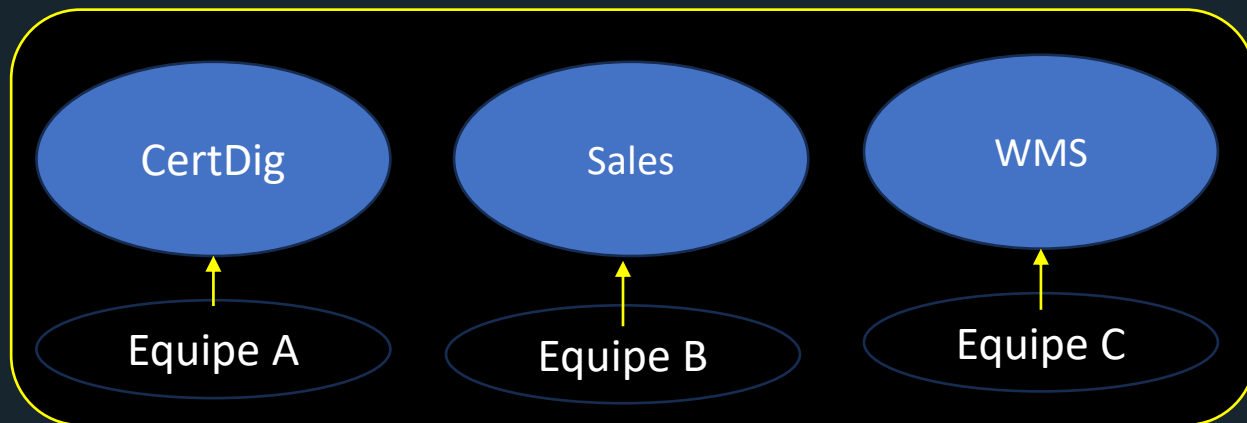 CertDig
Sales
WMS
Equipe A
Equipe B
Equipe C